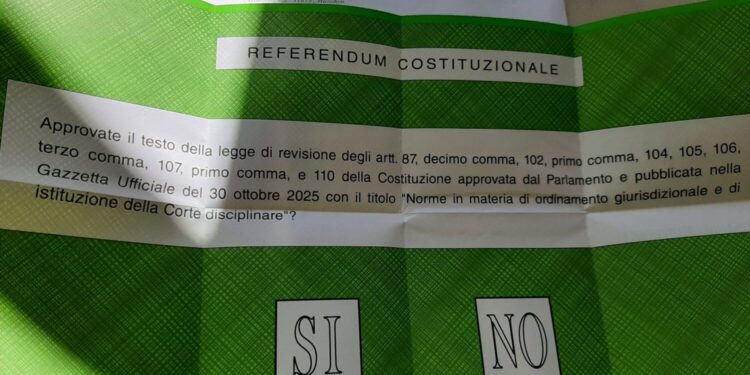 REFERENDUM COSTITUZIONALE
Approvate il testo della legge di revisione degli artt. 87, decimo comma, 102, primo comma, 104, 105, 106,
terzo comma, 107, primo comma, e 110 della Costituzione approvata dal Parlamento e pubblicata nella
Gazzetta Ufficiale del 30 ottobre 2025 con il titolo "Norme in materia di ordinamento giurisdizionale e di
istituzione della Corte disciplinare"?
SI NO